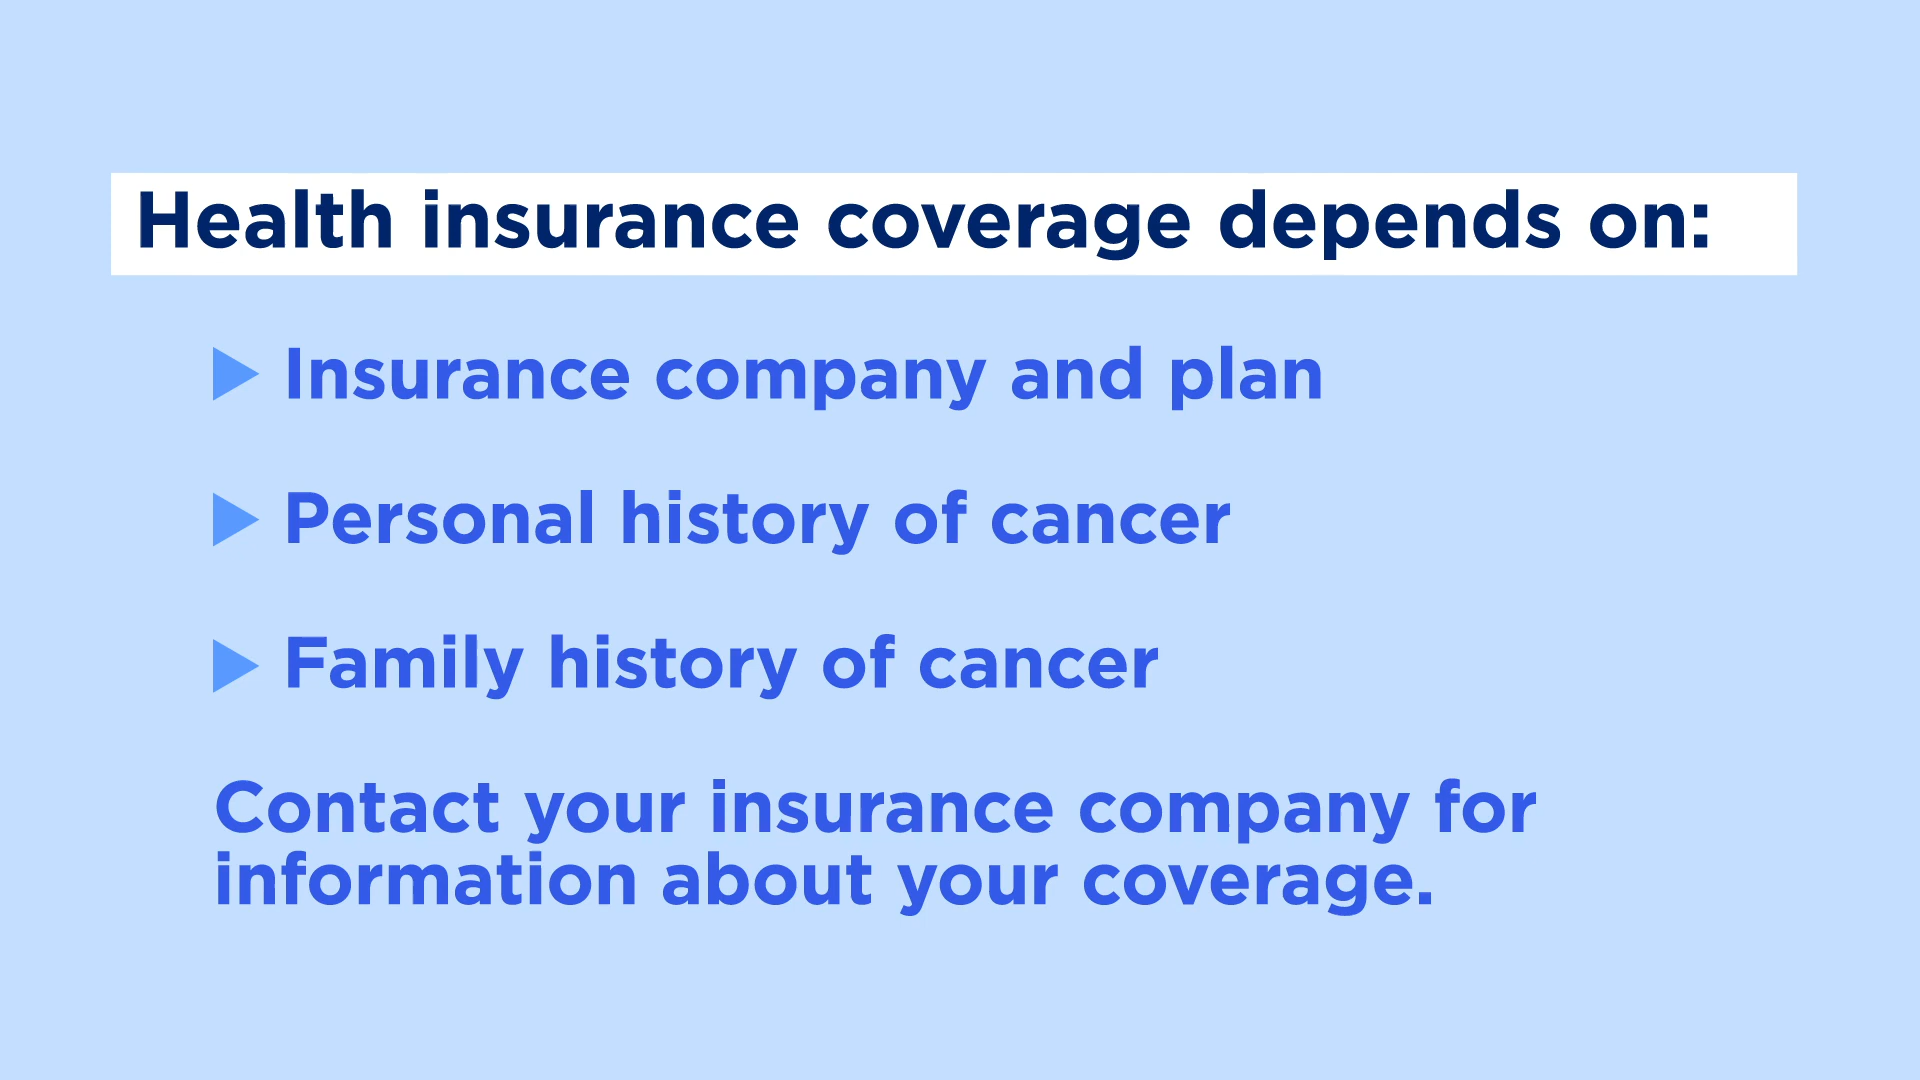 Health insurance coverage depends on:
Insurance company and plan
Personal history of cancer
Family history of cancer
Contact your insurance company for
information about your coverage.